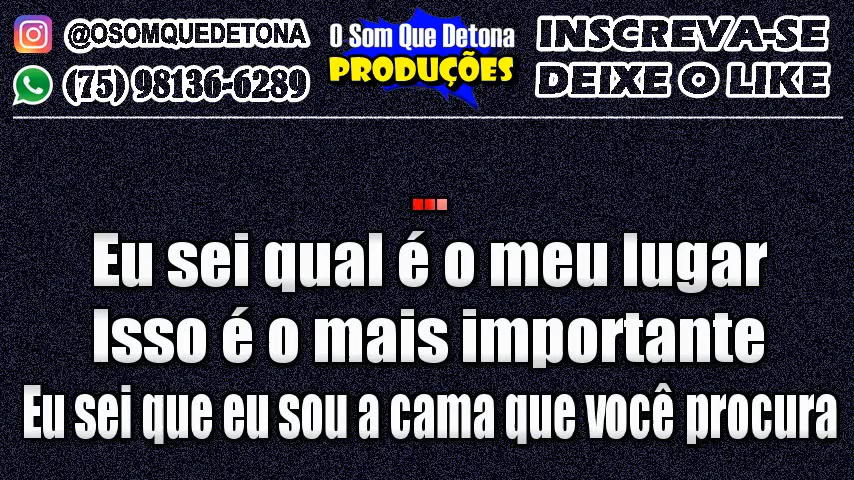 @OSOMQUEDETONA
(75) 98136-6289
O Som Que Detona
PRODUÇÕES
INSCREVA-SE
DEIXE O LIKE
Eu sei qual é o meu lugar
Isso é o mais importante
Eu sei que eu sou a cama que você procura